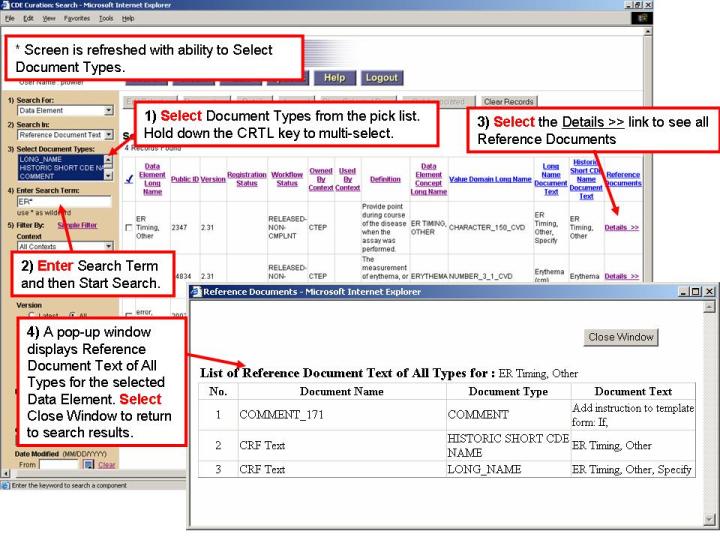 CDE Curation: Search - Microsoft Internet Explorer
File Edit View Favorites Tools Help
* Screen is refreshed with ability to Select
Document Types.
Help Logout
1) Search For:
Data Element
2) Search In:
Reference Document Text
3) Select Document Types:
LONG_NAME
HISTORIC SHORT CDE NA
COMMENT
4) Enter Search Term:
ER*
use * as wildcard
5) Filter By: Simple Filter
Context
All Contexts
1) Select Document Types from the pick list.
Hold down the CRTL key to multi-select.
Clear Records
3) Select the Details >> link to see all
Reference Documents
4 Records Found
Data Element Long Name Public ID Version Registration Status Workflow Status Owned By Context Used By Context Definition Data Element Concept Long Name Value Domain Long Name Long Name Document Text Historic Short CDE Name Document Text Reference Documents
ER Timing, Other 2347 2.31 RELEASED-NON-CMPLNT CTEP Provide point during course of the disease when the assay was performed. ER TIMING, OTHER CHARACTER_150_CVD ER Timing, Other, Specify ER Timing, Other Details >>
4834 2.31 RELEASED- CTEP The measurement of erythema, or ERYTHEMA NUMBER_3_1_CVD Erythema (cm) Erythema Details >>
error,
2) Enter Search Term
and then Start Search.
Version
4) A pop-up window
displays Reference
Document Text of All
Types for the selected
Data Element. Select
Close Window to return
to search results.
Date Modified (MM/DD/YYYY)
From Clear
Enter the keyword to search a component
Reference Documents - Microsoft Internet Explorer
Close Window
List of Reference Document Text of All Types for : ER Timing, Other
No. Document Name Document Type Document Text
1 COMMENT_171 COMMENT Add instruction to template form: If,
2 CRF Text HISTORIC SHORT CDE NAME ER Timing, Other
3 CRF Text LONG_NAME ER Timing, Other, Specify